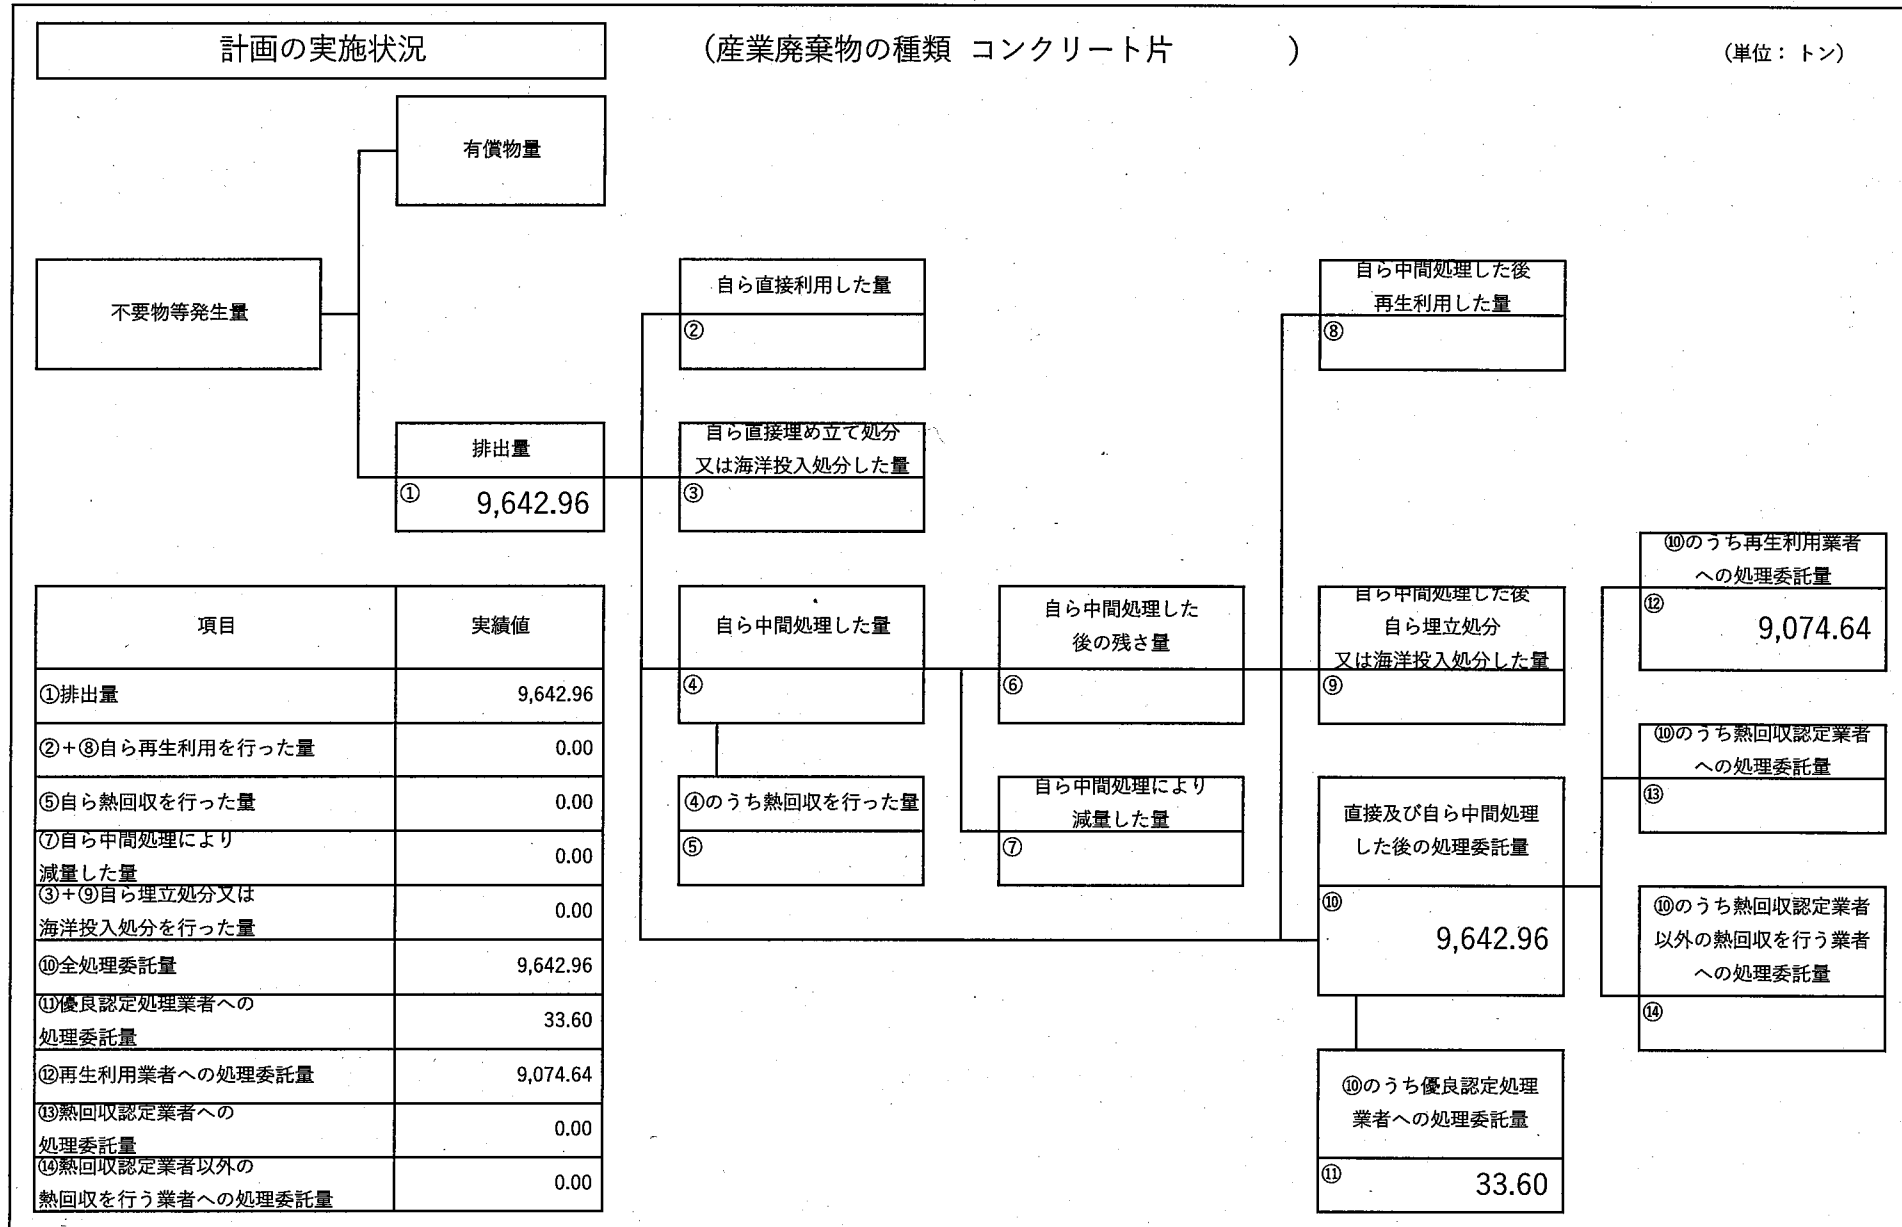 計画の実施状況
(産業廃棄物の種類 コンクリート片 )
(単位：トン)
有償物量
不要物等発生量
排出量
①
9,642.96
自ら直接利用した量
②
自ら直接埋め立て処分
又は海洋投入処分した量
③
自ら中間処理した量
④
④のうち熱回収を行った量
⑤
自ら中間処理した
後の残さ量
⑥
自ら中間処理により
減量した量
⑦
自ら中間処理した後
再生利用した量
⑧
自ら中間処理した後
自ら埋立処分
又は海洋投入処分した量
⑨
直接及び自ら中間処理
した後の処理委託量
⑩
9,642.96
⑩のうち優良認定処理
業者への処理委託量
⑪
33.60
⑩のうち再生利用業者
への処理委託量
⑫
9,074.64
⑩のうち熱回収認定業者
への処理委託量
⑬
⑩のうち熱回収認定業者
以外の熱回収を行う業者
への処理委託量
⑭
項目 実績値
①排出量 9,642.96
②+⑧自ら再生利用を行った量 0.00
⑤自ら熱回収を行った量 0.00
⑦自ら中間処理により
減量した量 0.00
③+⑨自ら埋立処分又は
海洋投入処分を行った量 0.00
⑩全処理委託量 9,642.96
⑪優良認定処理業者への
処理委託量 33.60
⑫再生利用業者への処理委託量 9,074.64
⑬熱回収認定業者への
処理委託量 0.00
⑭熱回収認定業者以外の
熱回収を行う業者への処理委託量 0.00